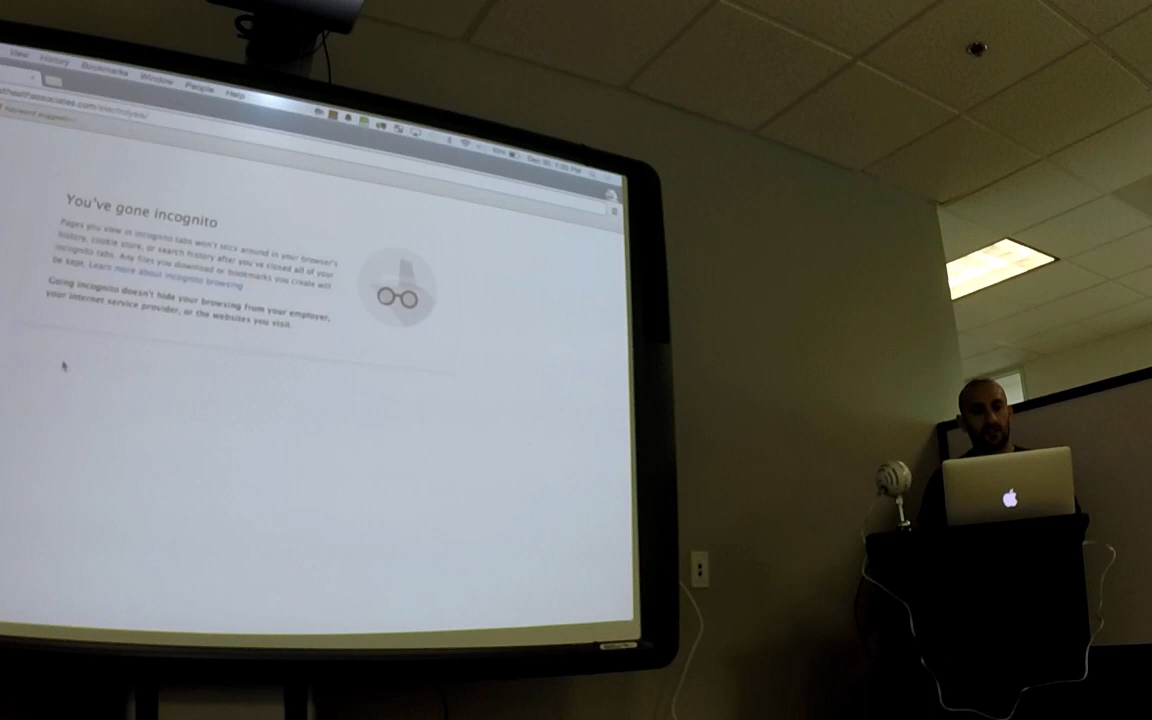 View History Bookmarks Window People Help
You've gone incognito
Pages you view in incognito tabs won't stick around in your browser's
history, cookie store, or search history after you've closed all of your
incognito tabs. Any files you download or bookmarks you create will
be kept. Learn more about incognito browsing
Going incognito doesn't hide your browsing from your employer,
your internet service provider, or the websites you visit.